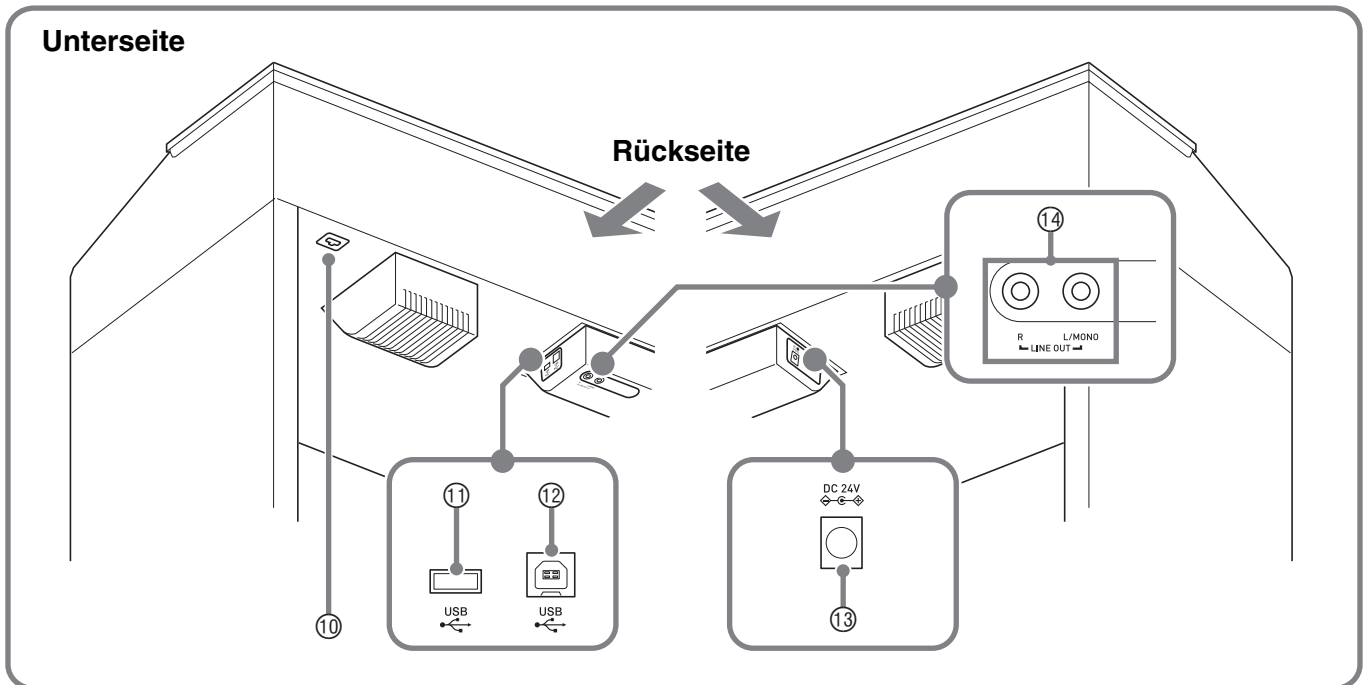 Unterseite
Rückseite
⑭
R L/MONO
LINE OUT
⑪ ⑫
DC 24V
USB USB
⑩
⑬